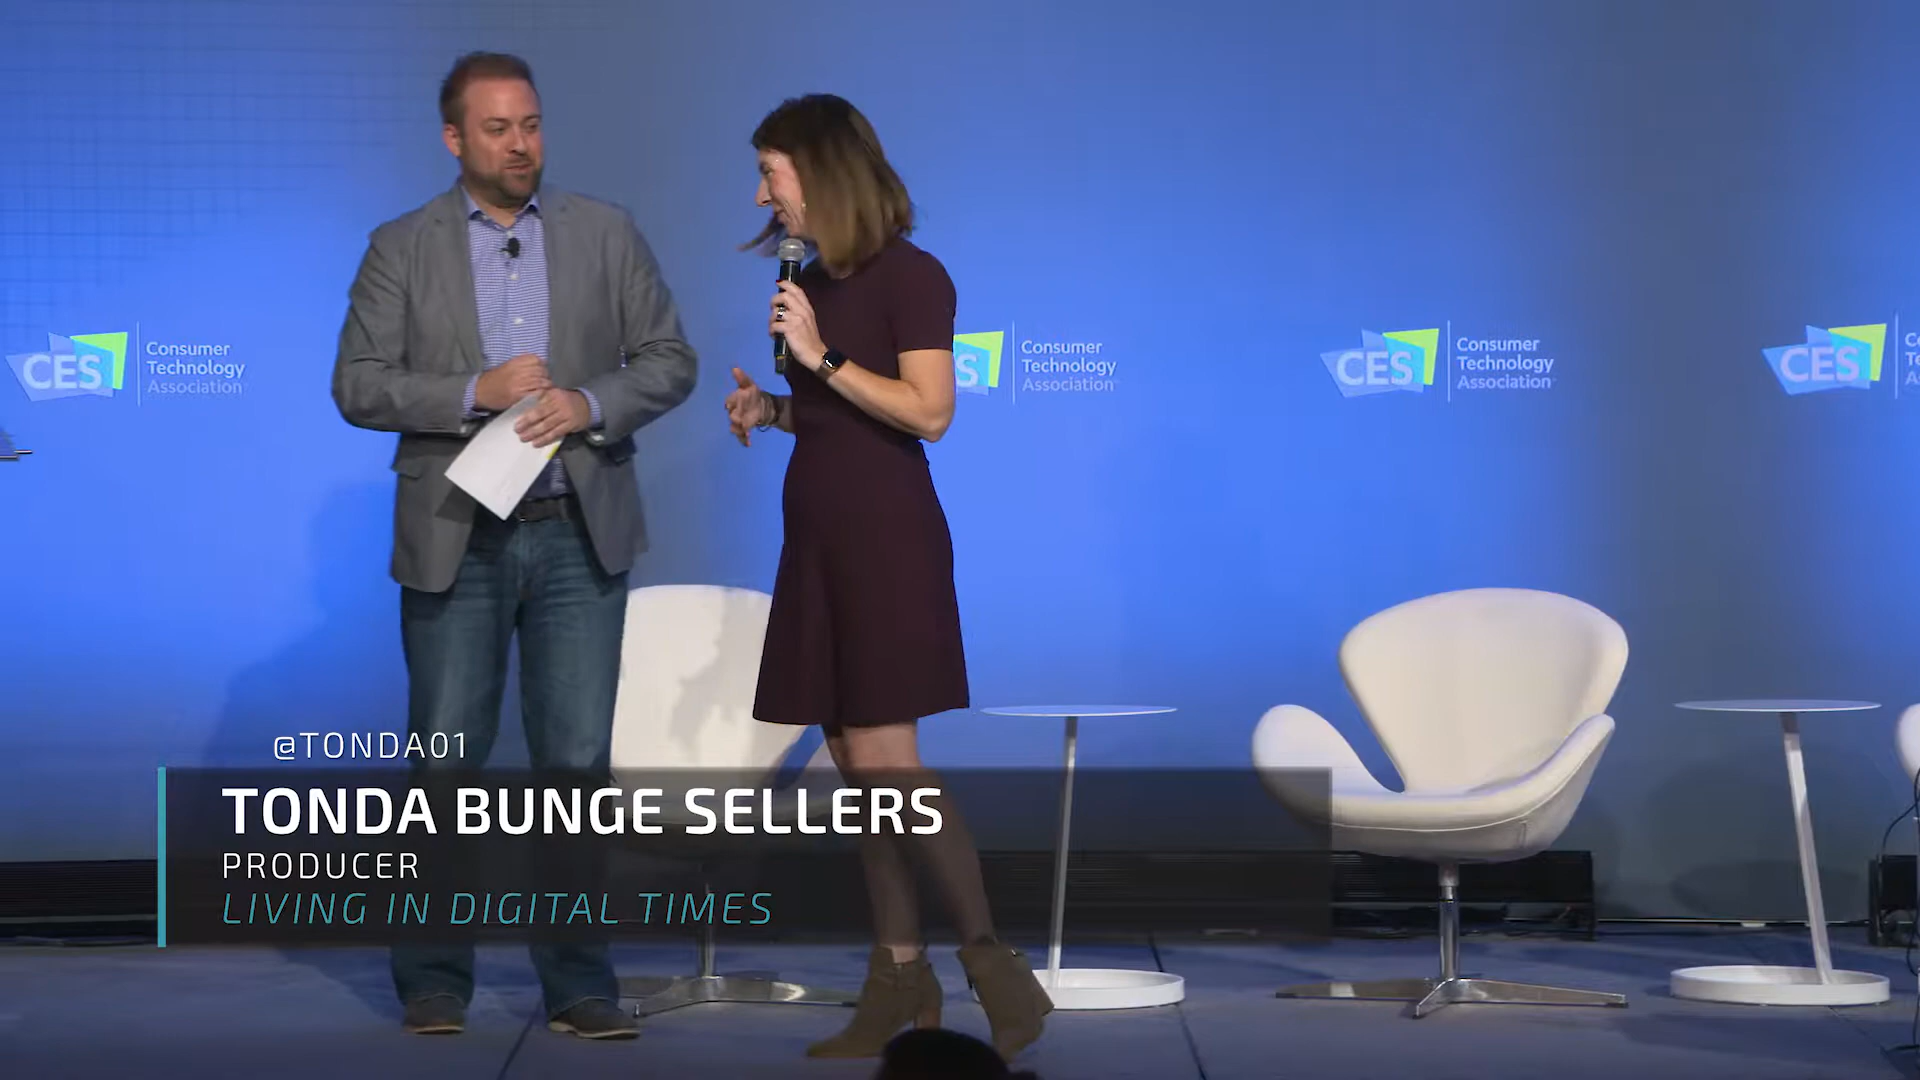 CES
Consumer
Technology
Association
S
Consumer
Technology
Association
CES
Consumer
Technology
Association
CES
@TONDA01
TONDA BUNGE SELLERS
PRODUCER
LIVING IN DIGITAL TIMES